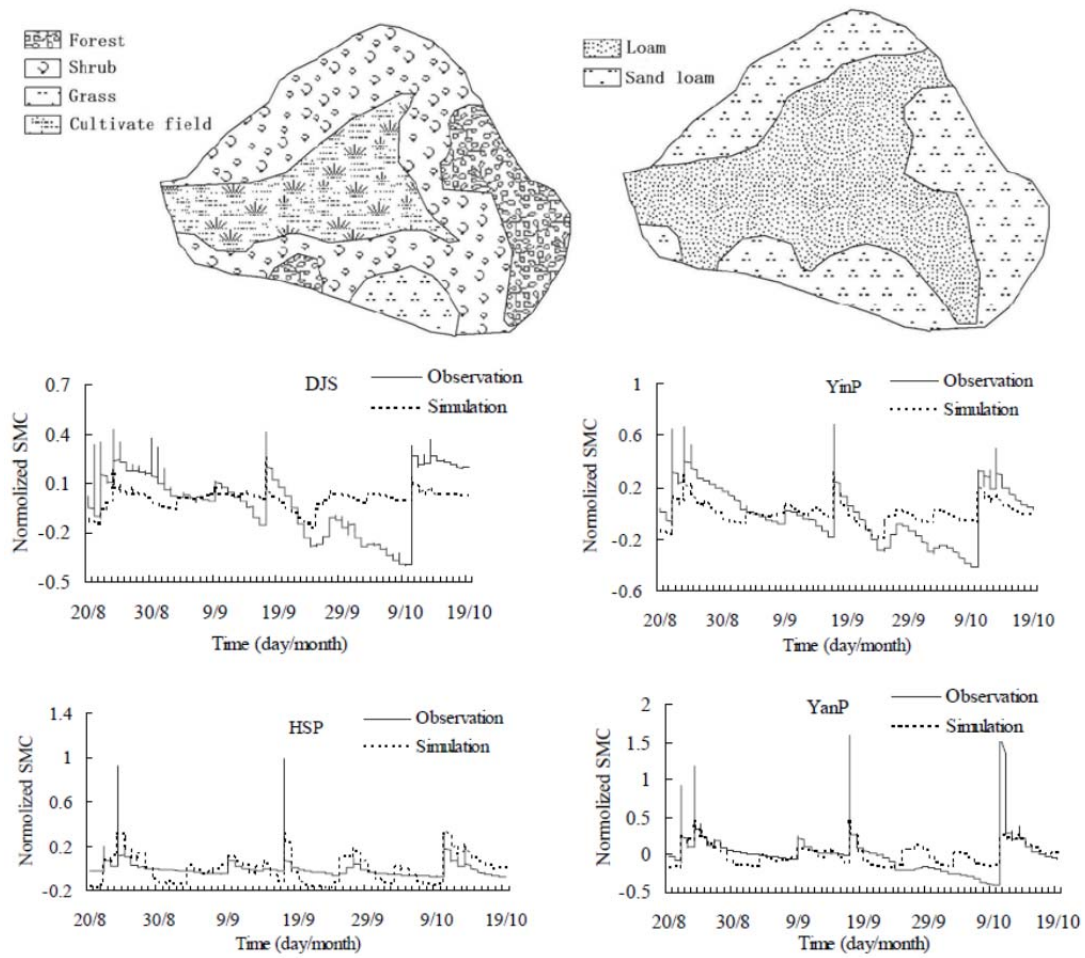 Forest
Shrub
Grass
Cultivate field
Loam
Sand loam
DJS
Observation
Simulation
Normolized SMC
0.7
0.4
0.1
-0.2
-0.5
20/8 30/8 9/9 19/9 29/9 9/10 19/10
Time (day/month)
YinP
Observation
Simulation
Normolized SMC
1
0.6
0.2
-0.2
-0.6
20/8 30/8 9/9 19/9 29/9 9/10 19/10
Time (day/month)
HSP
Observation
Simulation
Normolized SMC
1.4
1
0.6
0.2
-0.2
20/8 30/8 9/9 19/9 29/9 9/10 19/10
Time (day/month)
YanP
Observation
Simulation
Normolized SMC
2
1.5
1
0.5
0
-0.5
20/8 30/8 9/9 19/9 29/9 9/10 19/10
Time (day/month)